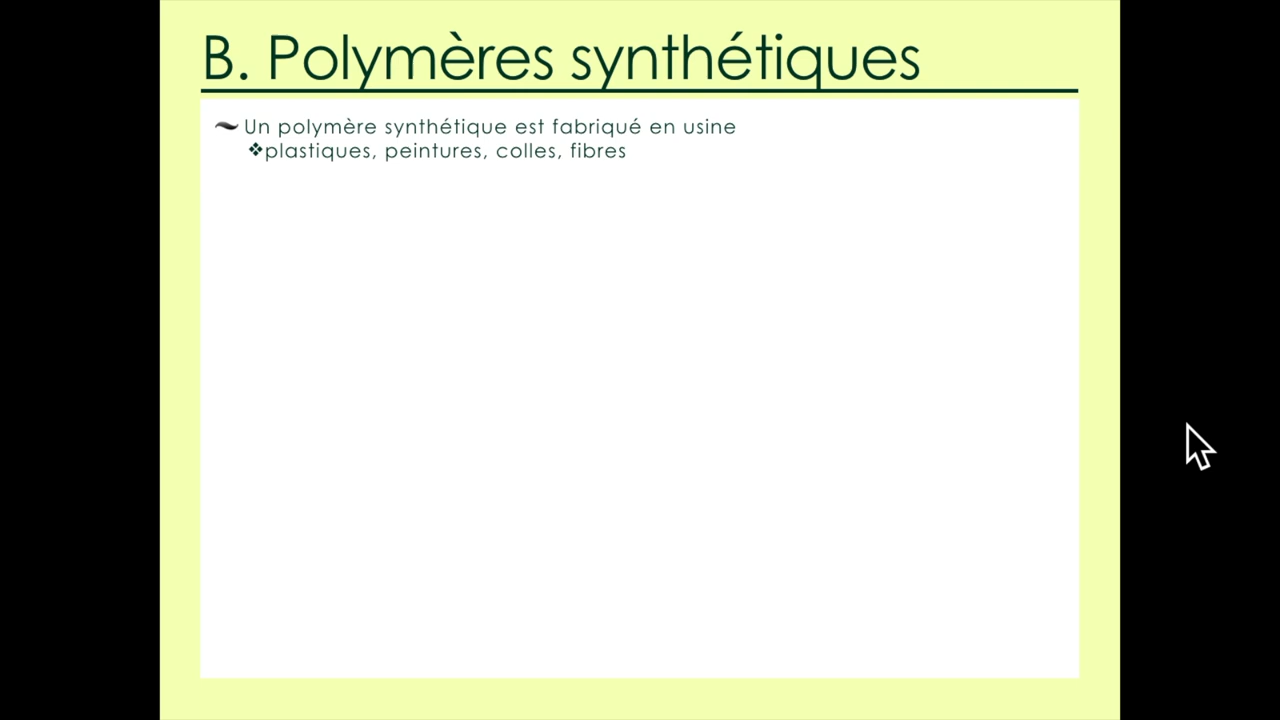 B. Polymères synthétiques
Un polymère synthétique est fabriqué en usine
❖plastiques, peintures, colles, fibres